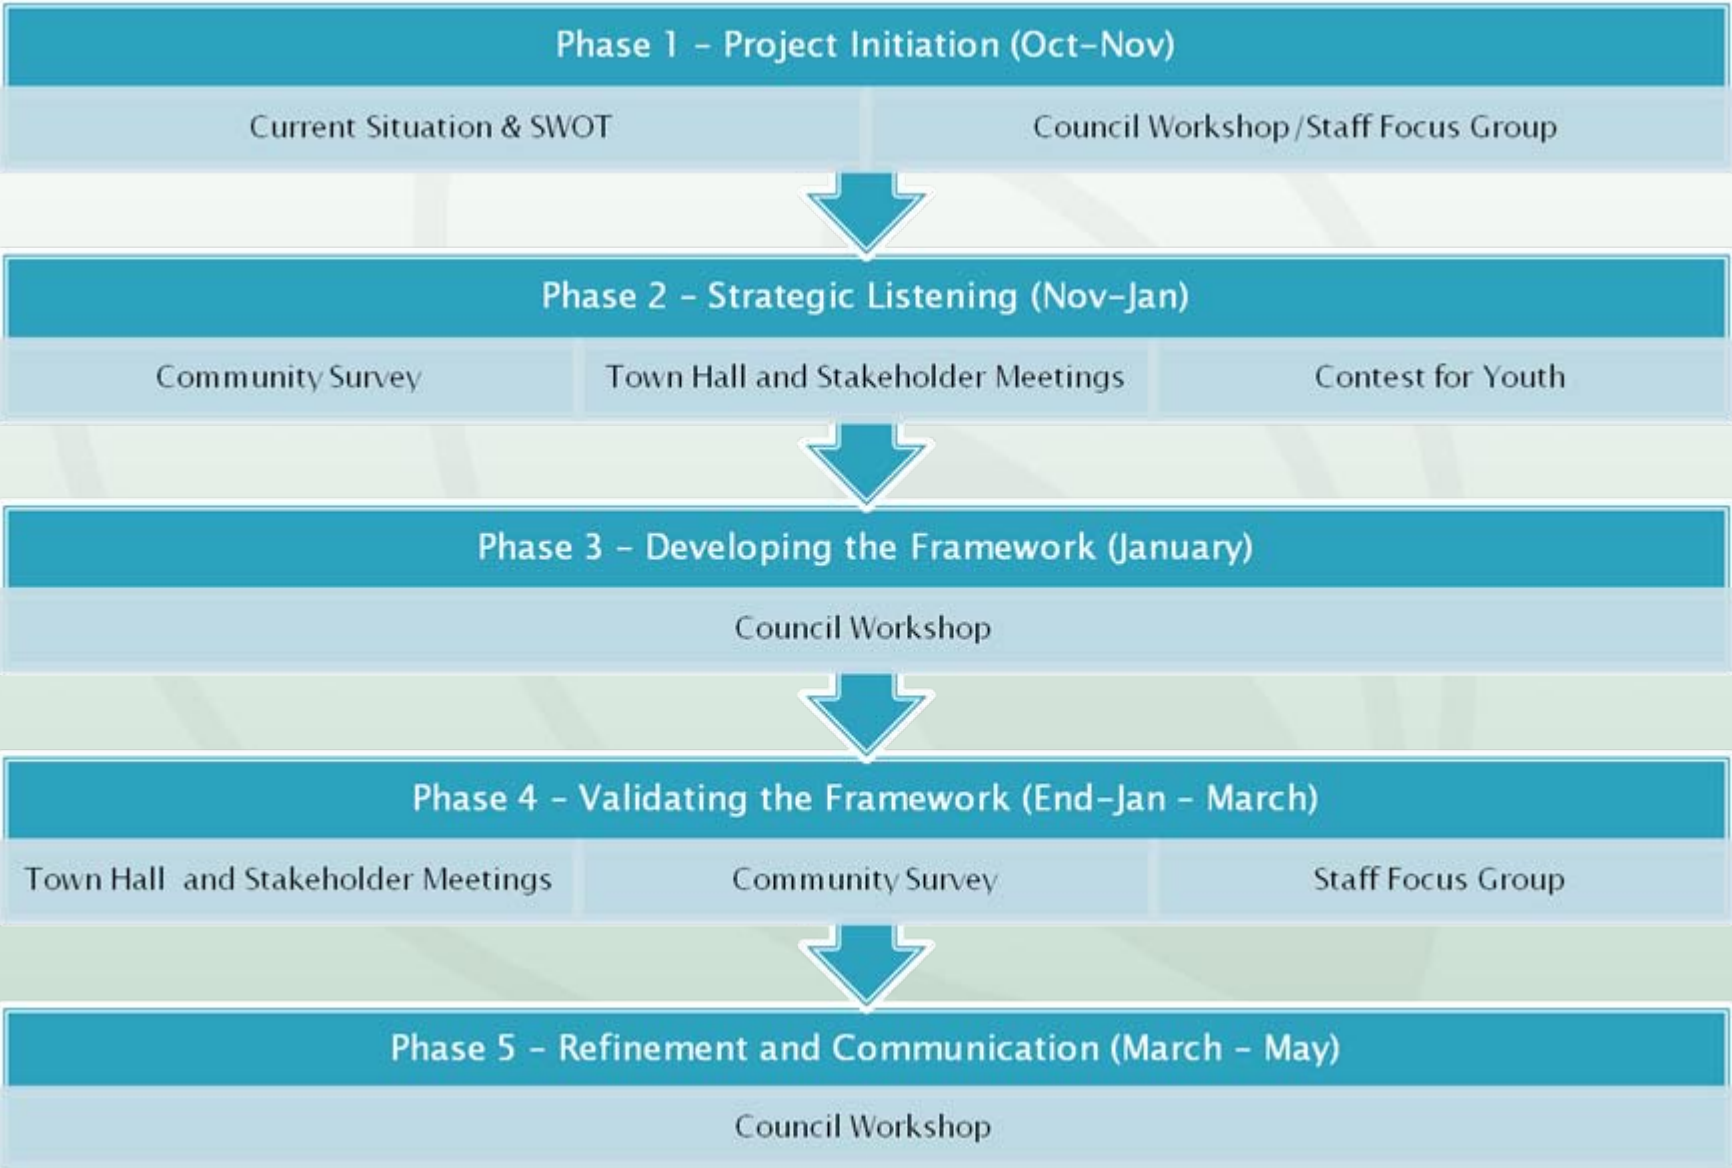 Phase 1 – Project Initiation (Oct–Nov)
Current Situation & SWOT
Council Workshop/Staff Focus Group
Phase 2 – Strategic Listening (Nov–Jan)
Community Survey
Town Hall and Stakeholder Meetings
Contest for Youth
Phase 3 – Developing the Framework (January)
Council Workshop
Phase 4 – Validating the Framework (End–Jan – March)
Town Hall and Stakeholder Meetings
Community Survey
Staff Focus Group
Phase 5 – Refinement and Communication (March – May)
Council Workshop